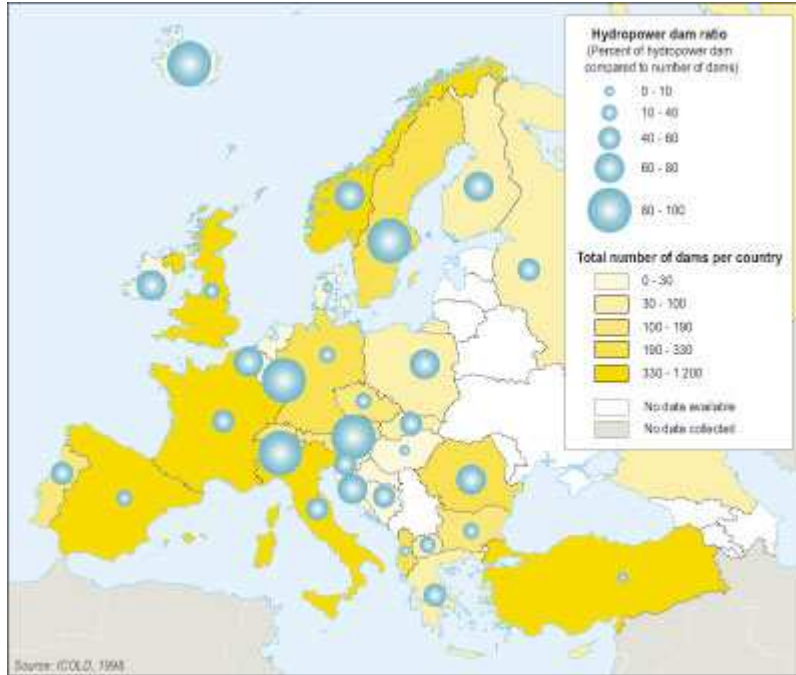 Hydropower dam ratio
(Percent of hydropower dam
compared to number of dams)
0 - 10
10 - 40
40 - 60
60 - 80
80 - 100
Total number of dams per country
0 - 30
30 - 100
100 - 190
190 - 330
330 - 1 200
No data available
No data collected
Source: ICOLD, 1998